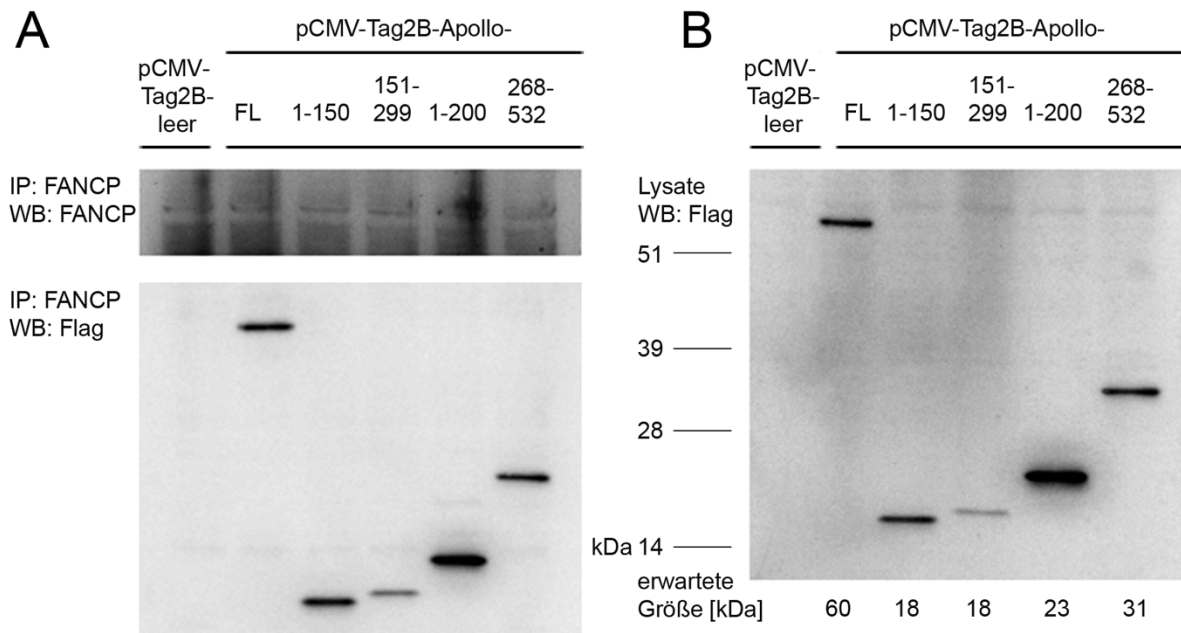 A
pCMV-Tag2B-Apollo-
pCMV-
Tag2B-
leer
FL
1-150
151-
299
1-200
268-
532
IP: FANCP
WB: FANCP
IP: FANCP
WB: Flag
B
pCMV-Tag2B-Apollo-
pCMV-
Tag2B-
leer
FL
1-150
151-
299
1-200
268-
532
Lysate
WB: Flag
51
39
28
kDa 14
erwartete
Größe [kDa] 60 18 18 23 31